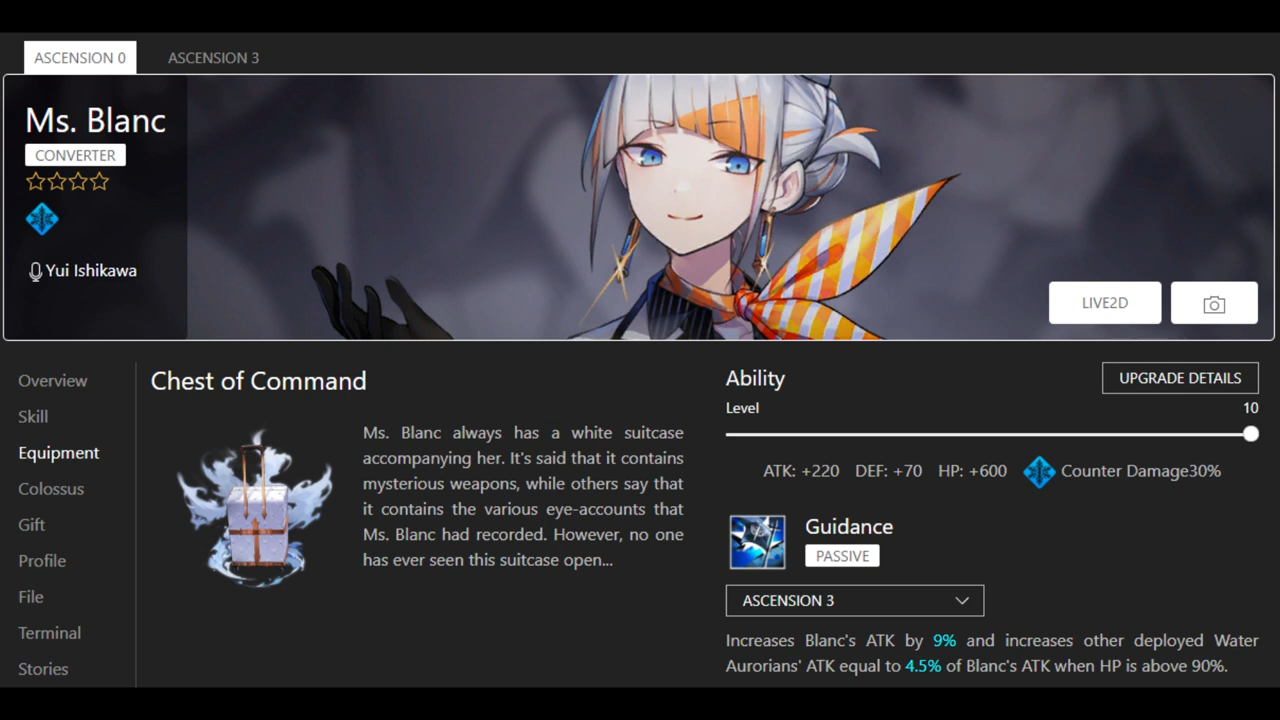 ASCENSION 0
ASCENSION 3
Ms. Blanc
CONVERTER
Yui Ishikawa
LIVE2D
Overview
Skill
Equipment
Colossus
Gift
Profile
File
Terminal
Stories
Chest of Command
Ms. Blanc always has a white suitcase
accompanying her. It's said that it contains
mysterious weapons, while others say that
it contains the various eye-accounts that
Ms. Blanc had recorded. However, no one
has ever seen this suitcase open...
Ability
UPGRADE DETAILS
Level
10
ATK: +220 DEF: +70 HP: +600 Counter Damage30%
Guidance
PASSIVE
ASCENSION 3
Increases Blanc's ATK by 9% and increases other deployed Water
Aurorians' ATK equal to 4.5% of Blanc's ATK when HP is above 90%.